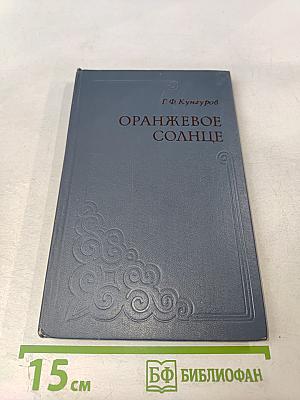 Г. Ф. Кунгуров
ОРАНЖЕВОЕ
СОЛНЦЕ
15 см
БФ БИБЛИОФАН